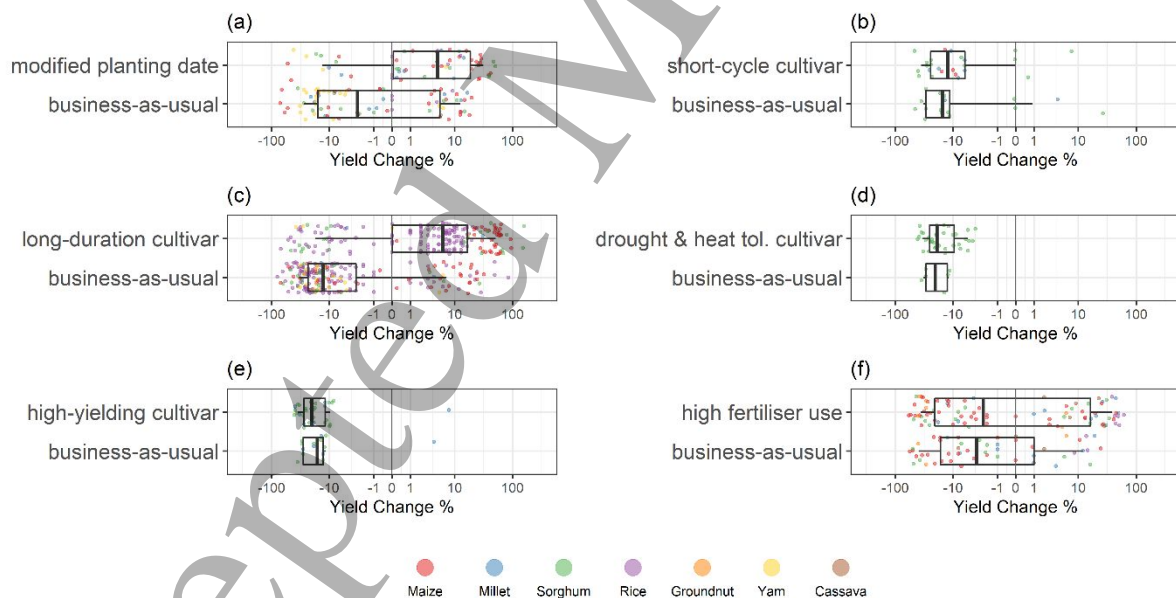 (a)
(b)
modified planting date
business-as-usual
-100 -10 -1 0 1 10 100
Yield Change %
short-cycle cultivar
business-as-usual
-100 -10 -1 0 1 10 100
Yield Change %
(c)
(d)
long-duration cultivar
business-as-usual
-100 -10 -1 0 1 10 100
Yield Change %
drought & heat tol. cultivar
business-as-usual
-100 -10 -1 0 1 10 100
Yield Change %
(e)
(f)
high-yielding cultivar
business-as-usual
-100 -10 -1 0 1 10 100
Yield Change %
high fertiliser use
business-as-usual
-100 -10 -1 0 1 10 100
Yield Change %
Maize Millet Sorghum Rice Groundnut Yam Cassava
epted M